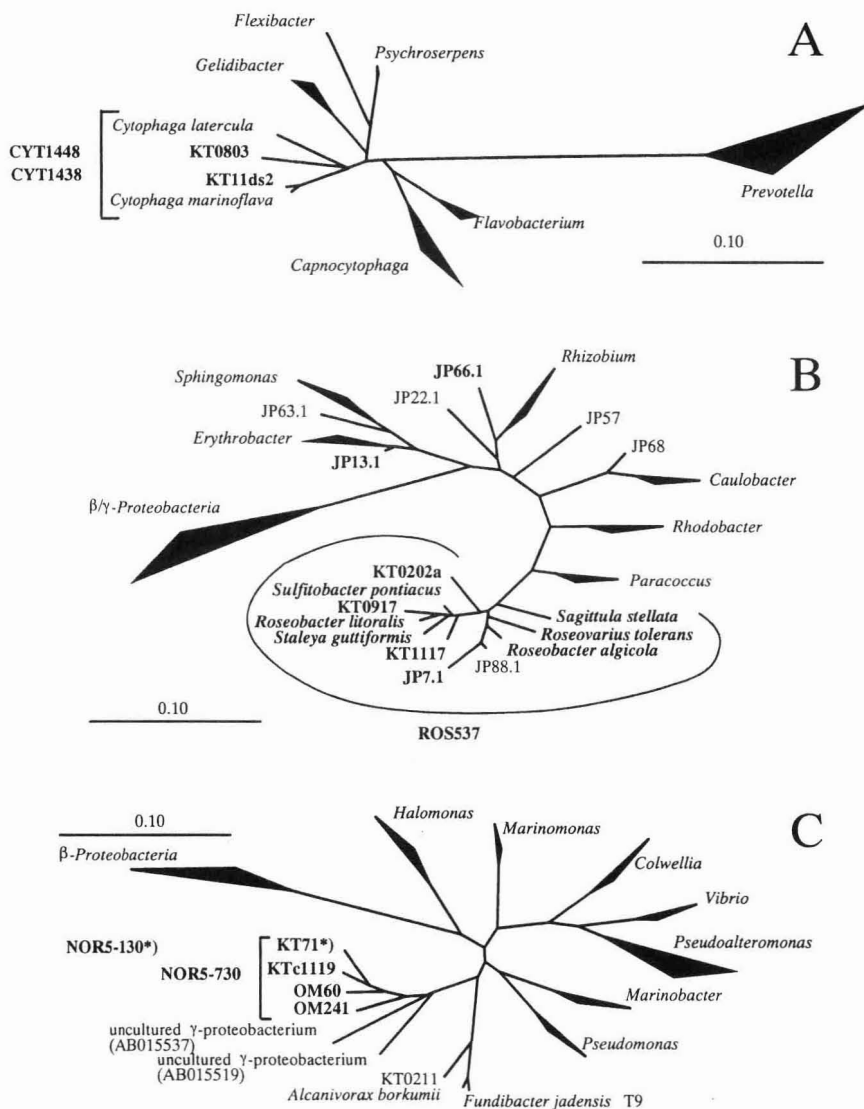 A
Flexibacter
Psychroserpens
Gelidibacter
Cytophaga latercula
CYT1448
CYT1438
KT0803
KT11ds2
Cytophaga marinoflava
Prevotella
Flavobacterium
Capnocytophaga
0.10
B
Sphingomonas
JP66.1
Rhizobium
JP22.1
JP63.1
JP57
Erythrobacter
JP13.1
JP68
Caulobacter
β/γ-Proteobacteria
Rhodobacter
KT0202a
Sulfitobacter pontiacus
Paracoccus
KT0917
Roseobacter litoralis
Staleya guttiformis
Sagittula stellata
Roseovarius tolerans
KT1117
Roseobacter algicola
JP7.1
JP88.1
0.10
ROS537
C
0.10
Halomonas
Marinomonas
β-Proteobacteria
Colwellia
Vibrio
NOR5-130*)
KT71*)
Pseudoalteromonas
NOR5-730
KTc1119
OM60
OM241
Marinobacter
uncultured γ-proteobacterium
(AB015537)
Pseudomonas
uncultured γ-proteobacterium
(AB015519)
KT0211
Alcanivorax borkumii
Fundibacter jadensis T9